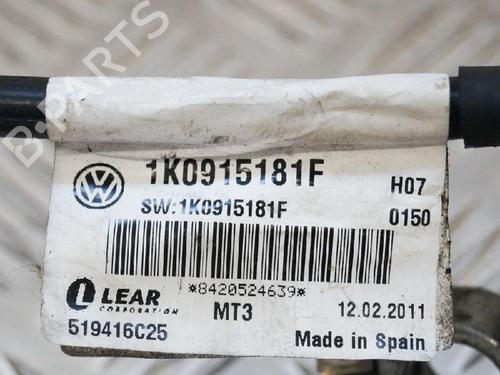 B-PARTS
1K0915181F
H07
SW:1K0915181F
0150
*8420524639*
LEAR
CORPORATION
MT3
12.02.2011
519416C25
Made in Spain